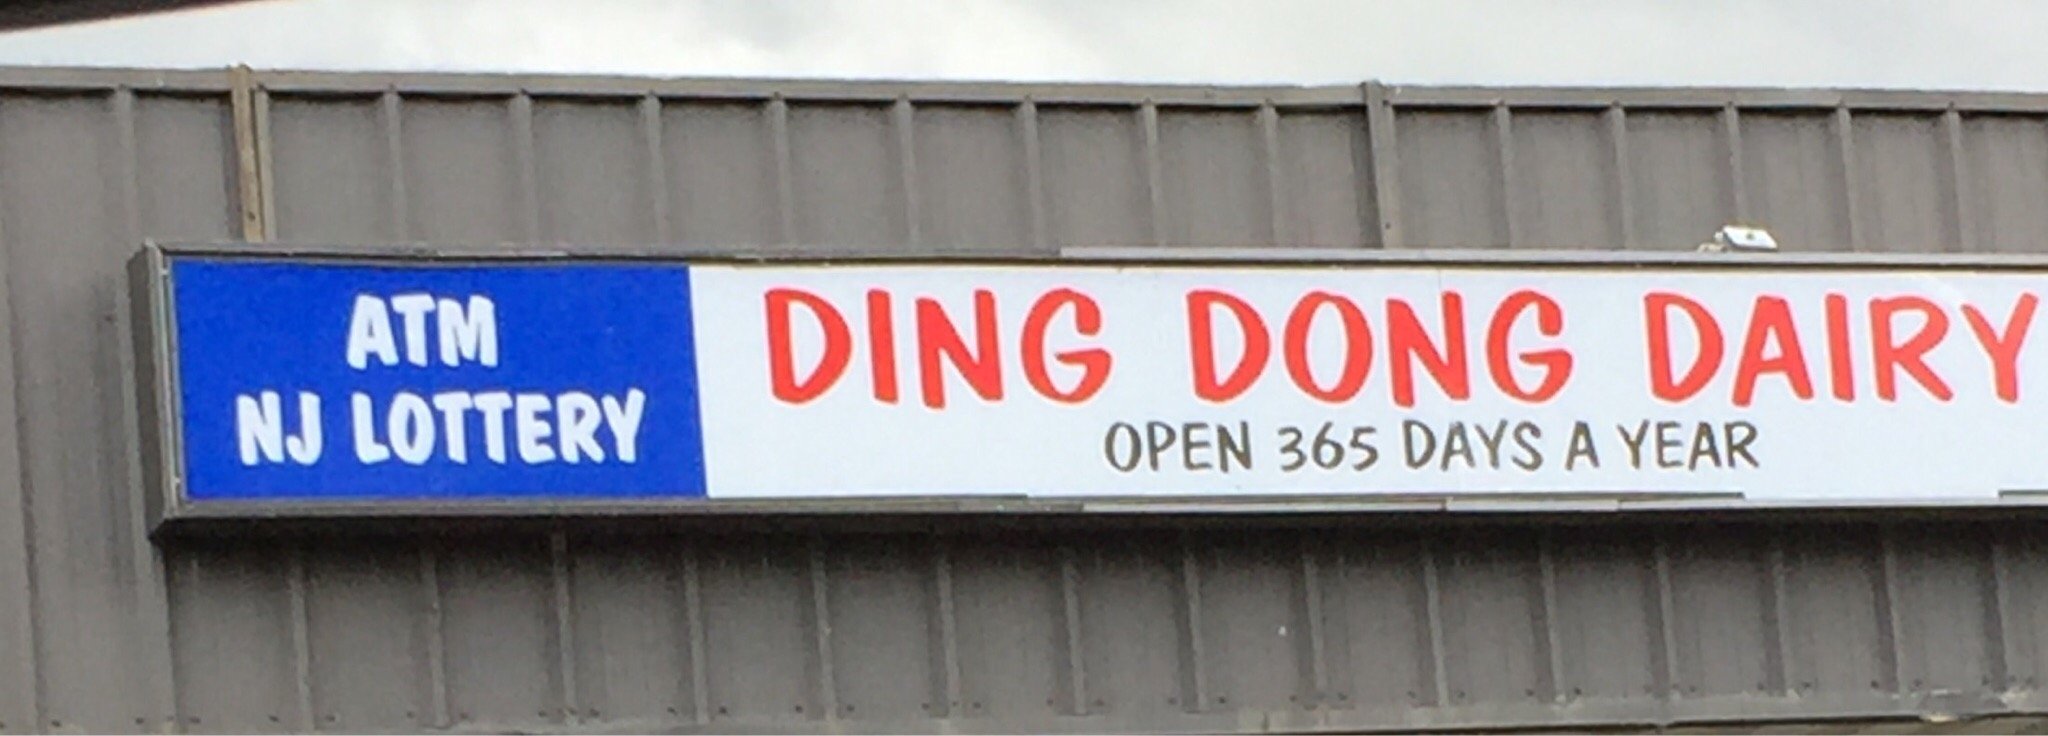 ATM
NJ LOTTERY
DING DONG DAIRY
OPEN 365 DAYS A YEAR